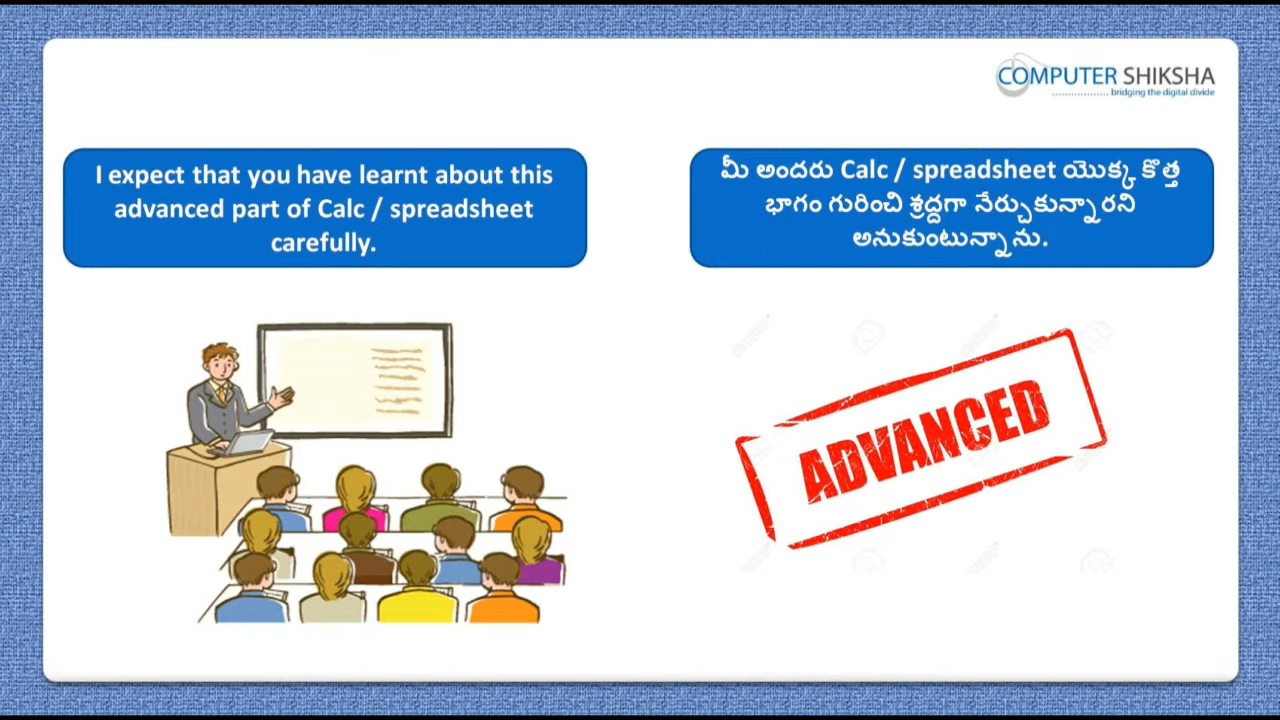 COMPUTER SHIKSHA
bridging the digital divide
I expect that you have learnt about this
advanced part of Calc / spreadsheet
carefully.
మీ అందరు Calc / spreadsheet యొక్క కొత్త
భాగం గురించి శ్రద్దగా నేర్చుకున్నారని
అనుకుంటున్నాను.
ADVANCED